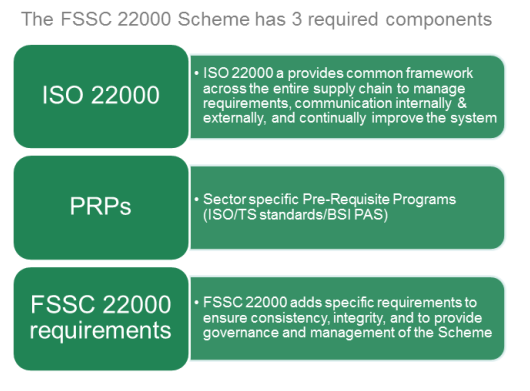 The FSSC 22000 Scheme has 3 required components
ISO 22000
• ISO 22000 a provides common framework
across the entire supply chain to manage
requirements, communication internally &
externally, and continually improve the system
PRPs
• Sector specific Pre-Requisite Programs
(ISO/TS standards/BSI PAS)
FSSC 22000
requirements
• FSSC 22000 adds specific requirements to
ensure consistency, integrity, and to provide
governance and management of the Scheme